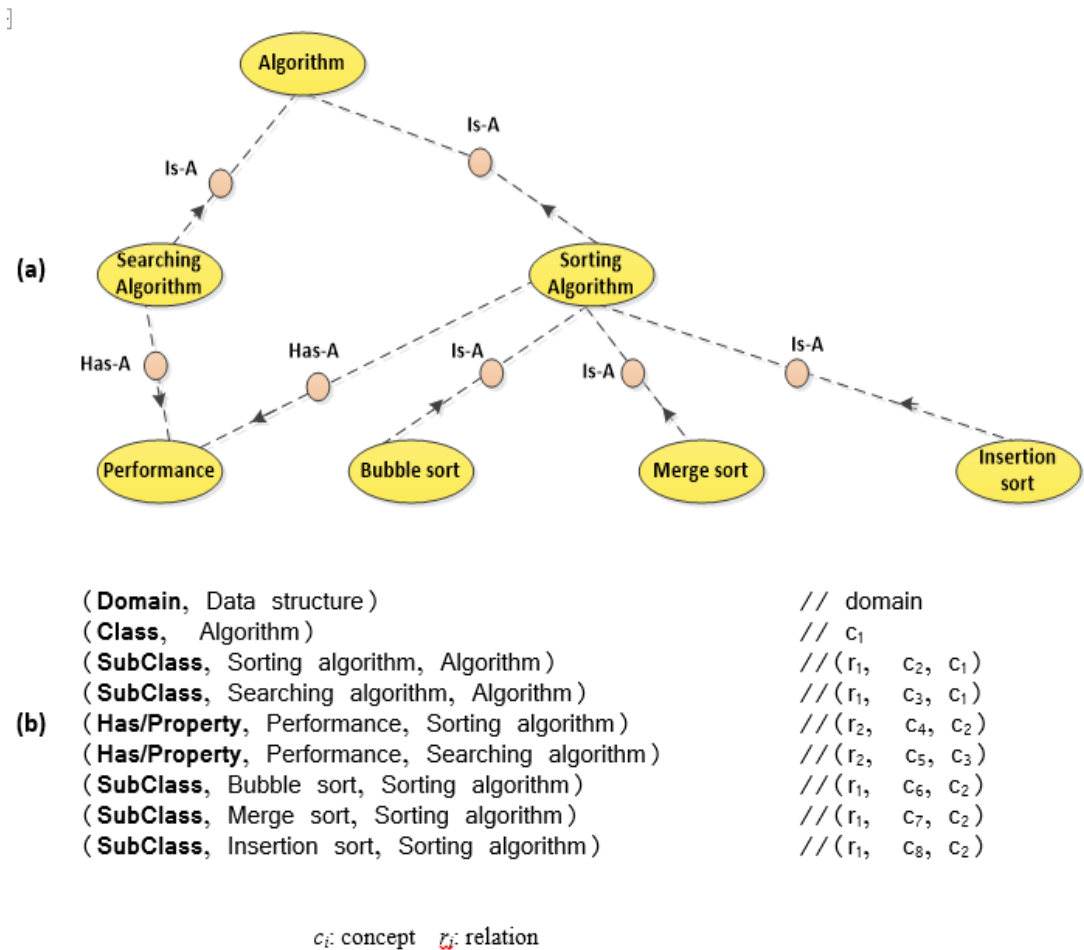 Algorithm
Is-A
Is-A
(a)
Searching
Algorithm
Sorting
Algorithm
Has-A
Has-A
Is-A
Is-A
Is-A
Performance
Bubble sort
Merge sort
Insertion
sort
(b)
(Domain, Data structure) // domain
(Class, Algorithm) // c₁
(SubClass, Sorting algorithm, Algorithm) //(r₁, c₂, c₁)
(SubClass, Searching algorithm, Algorithm) //(r₁, c₃, c₁)
(Has/Property, Performance, Sorting algorithm) //(r₂, c₄, c₂)
(Has/Property, Performance, Searching algorithm) //(r₂, c₅, c₃)
(SubClass, Bubble sort, Sorting algorithm) //(r₁, c₆, c₂)
(SubClass, Merge sort, Sorting algorithm) //(r₁, c₇, c₂)
(SubClass, Insertion sort, Sorting algorithm) //(r₁, c₈, c₂)
cᵢ: concept rᵢ: relation